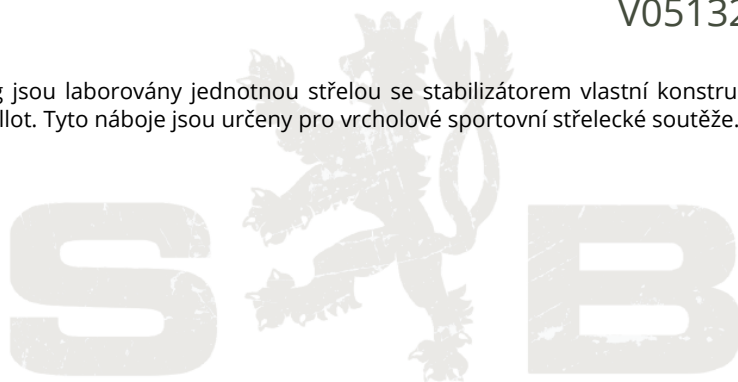 V05132
g jsou laborovány jednotnou střelou se stabilizátorem vlastní konstru
llot. Tyto náboje jsou určeny pro vrcholové sportovní střelecké soutěže.
S B